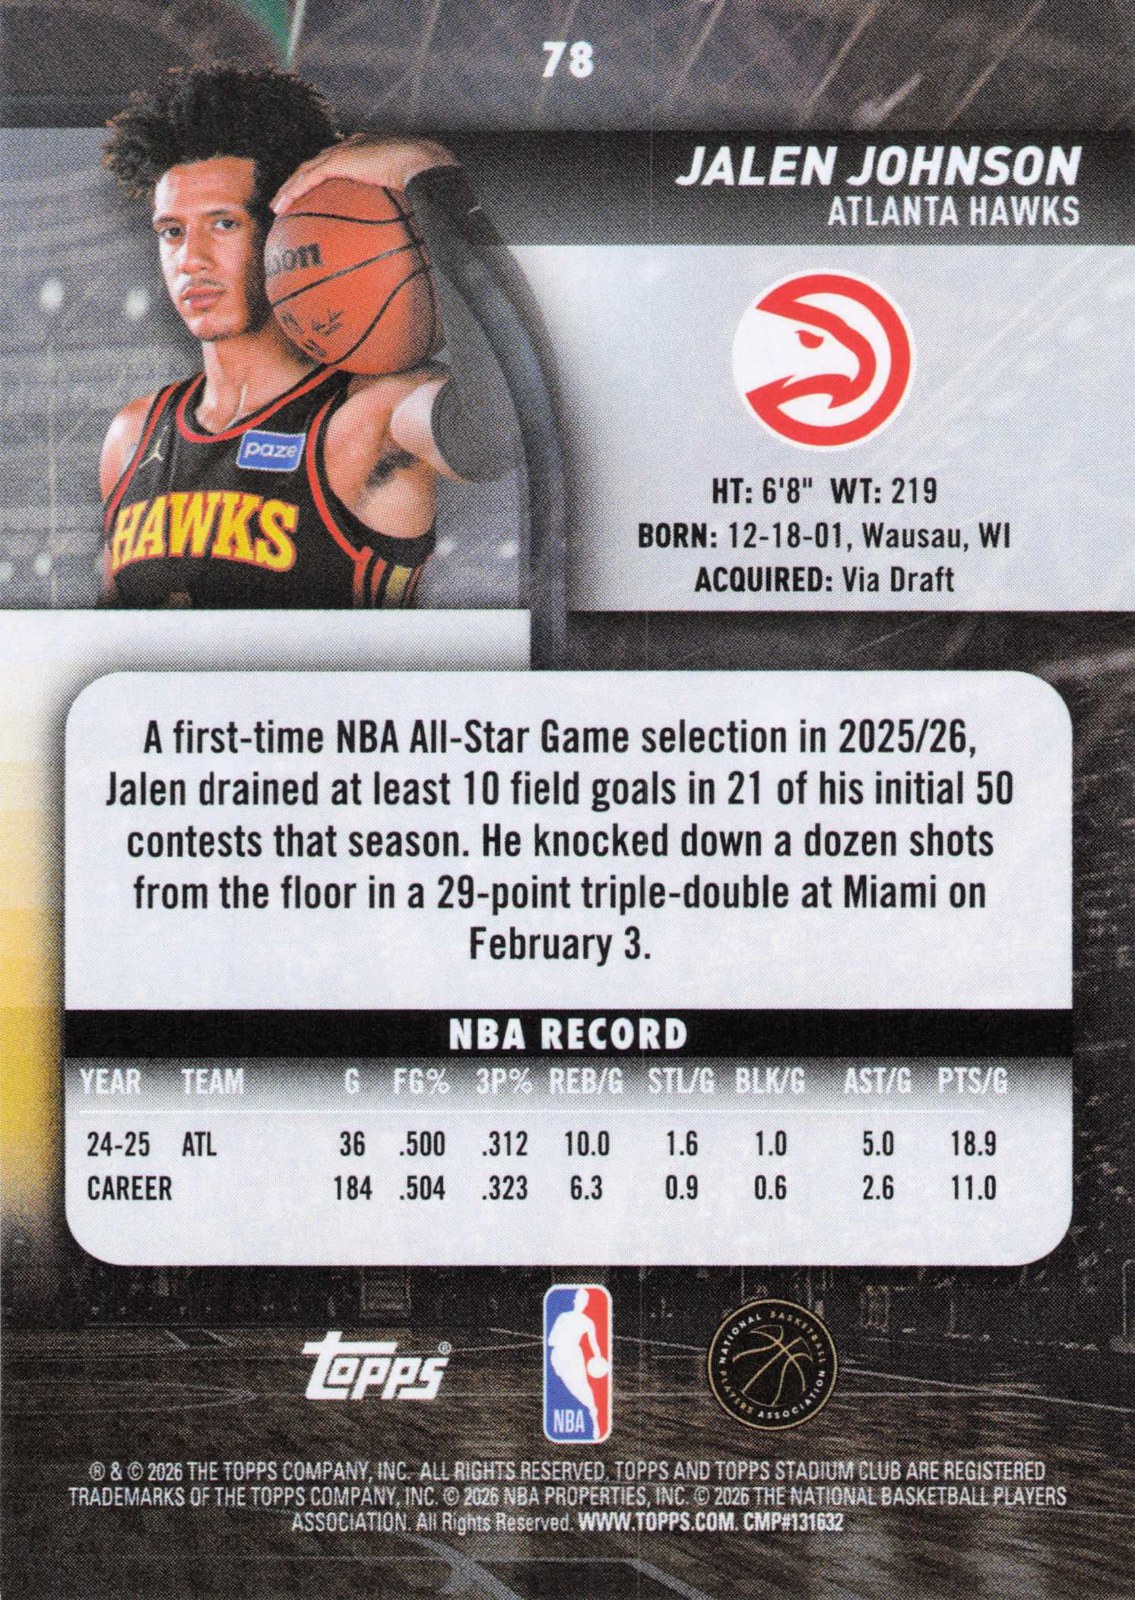 78
JALEN JOHNSON
ATLANTA HAWKS
paze
HAWKS
HT: 6'8" WT: 219
BORN: 12-18-01, Wausau, WI
ACQUIRED: Via Draft
A first-time NBA All-Star Game selection in 2025/26,
Jalen drained at least 10 field goals in 21 of his initial 50
contests that season. He knocked down a dozen shots
from the floor in a 29-point triple-double at Miami on
February 3.
NBA RECORD
YEAR TEAM G FG% 3P% REB/G STL/G BLK/G AST/G PTS/G
24-25 ATL 36 .500 .312 10.0 1.6 1.0 5.0 18.9
CAREER 184 .504 .323 6.3 0.9 0.6 2.6 11.0
topps®
NBA
NATIONAL BASKETBALL PLAYERS ASSOCIATION
® & © 2026 THE TOPPS COMPANY, INC. ALL RIGHTS RESERVED. TOPPS AND TOPPS STADIUM CLUB ARE REGISTERED
TRADEMARKS OF THE TOPPS COMPANY, INC. © 2026 NBA PROPERTIES, INC. © 2026 THE NATIONAL BASKETBALL PLAYERS
ASSOCIATION. All Rights Reserved. WWW.TOPPS.COM. CMP#131632